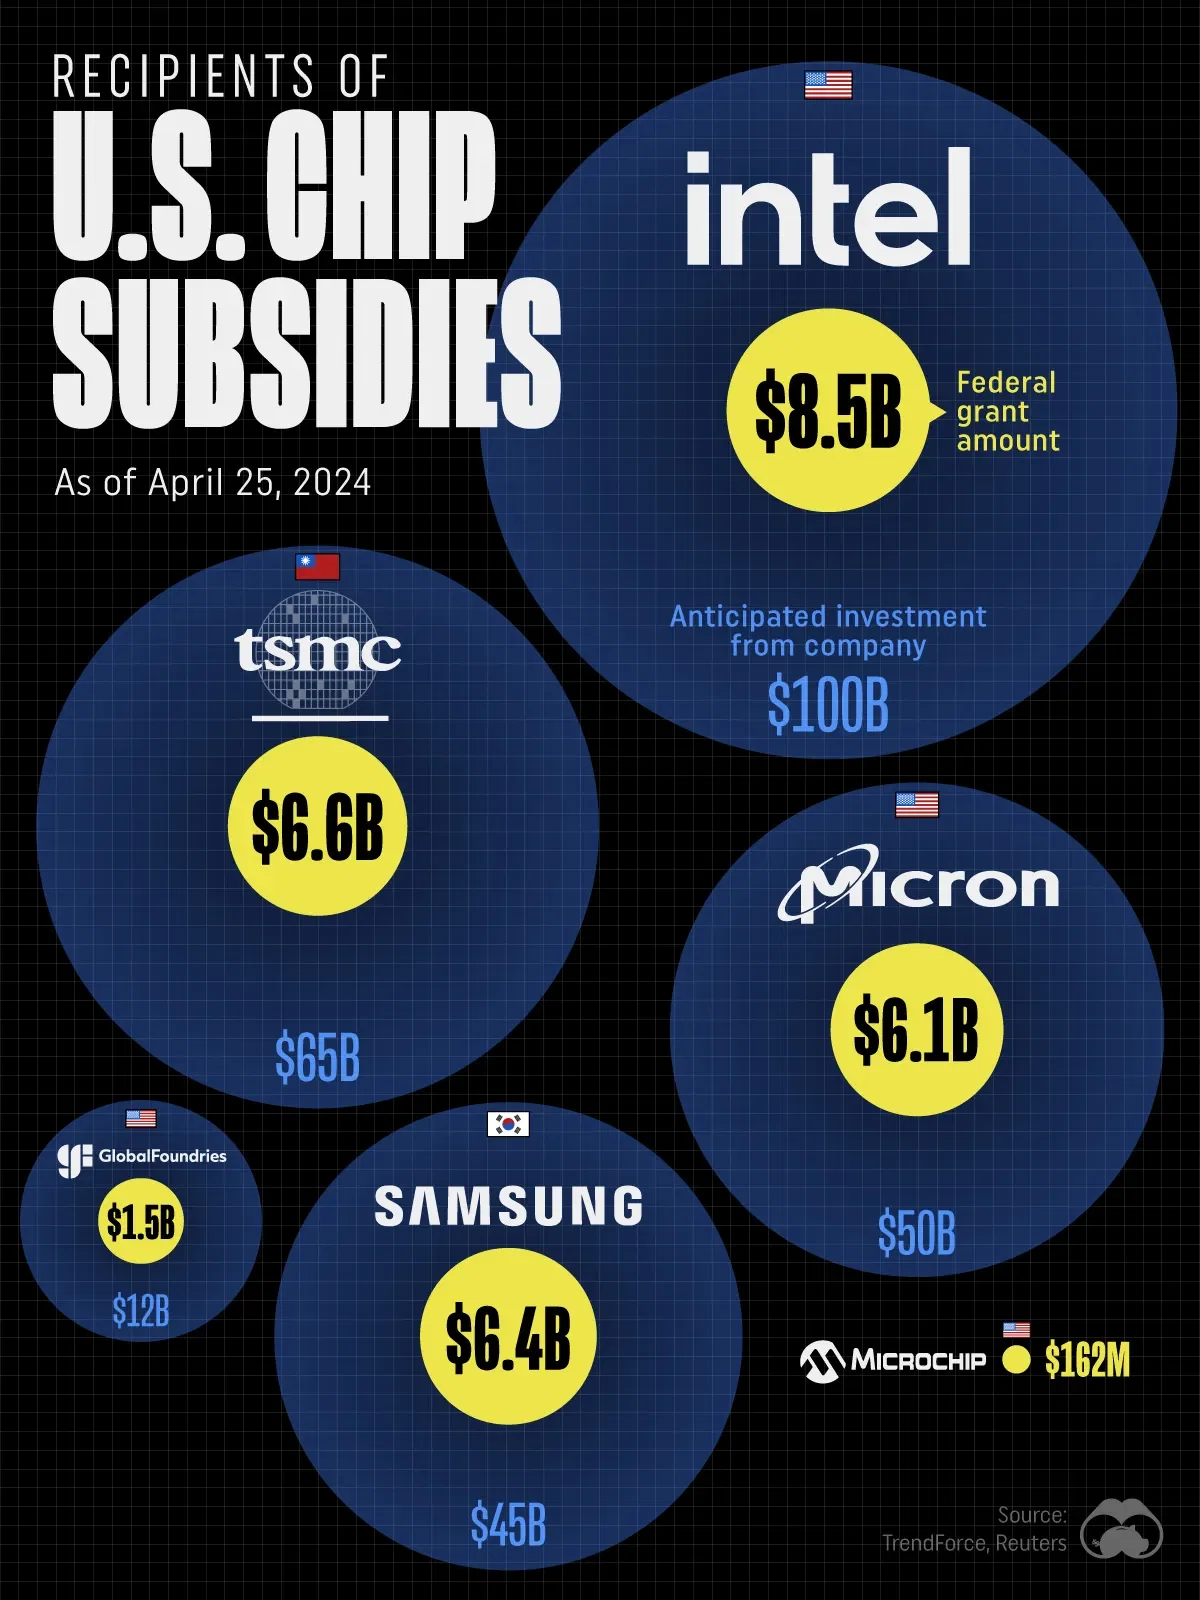 RECIPIENTS OF
U.S. CHIP
SUBSIDIES
As of April 25, 2024
intel
$8.5B
Federal
grant
amount
Anticipated investment
from company
$100B
tsmc
$6.6B
$65B
Micron
$6.1B
$50B
GF GlobalFoundries
$1.5B
$12B
SAMSUNG
$6.4B
$45B
MICROCHIP $162M
Source:
TrendForce, Reuters